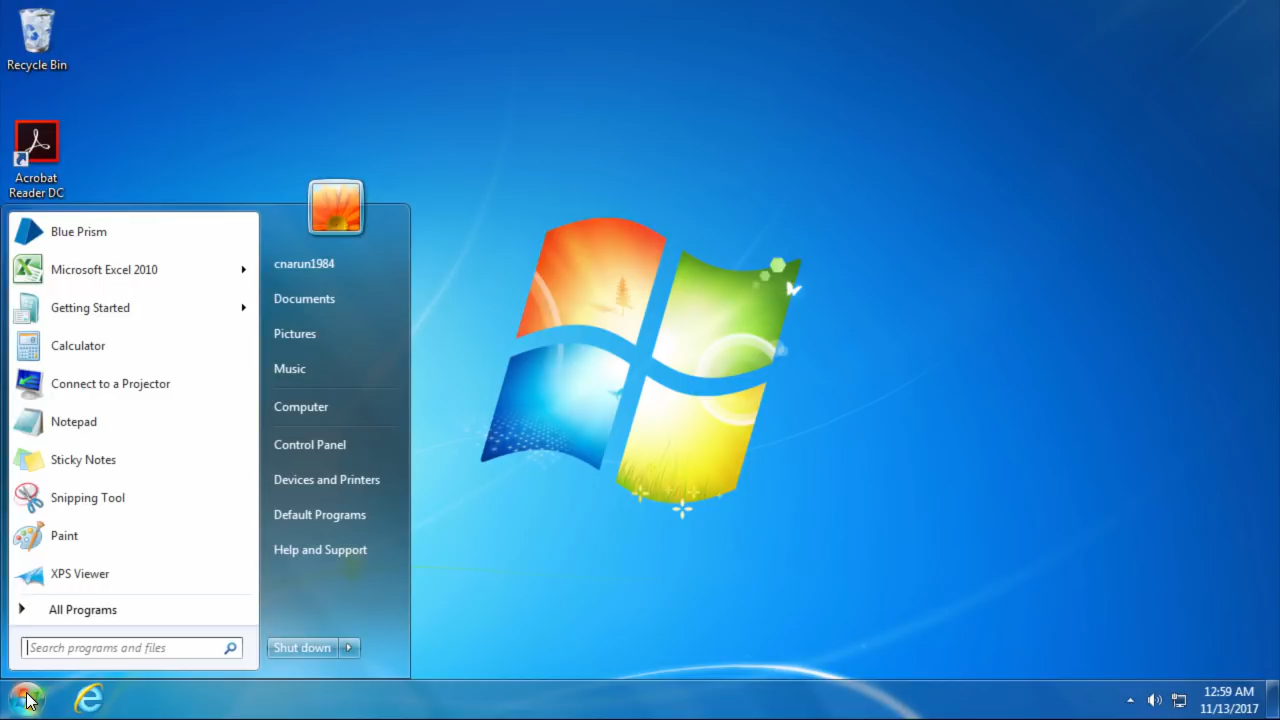 Recycle Bin
Acrobat
Reader DC
Blue Prism
Microsoft Excel 2010
Getting Started
Calculator
Connect to a Projector
Notepad
Sticky Notes
Snipping Tool
Paint
XPS Viewer
All Programs
Search programs and files
cnarun1984
Documents
Pictures
Music
Computer
Control Panel
Devices and Printers
Default Programs
Help and Support
Shut down
12:59 AM
11/13/2017